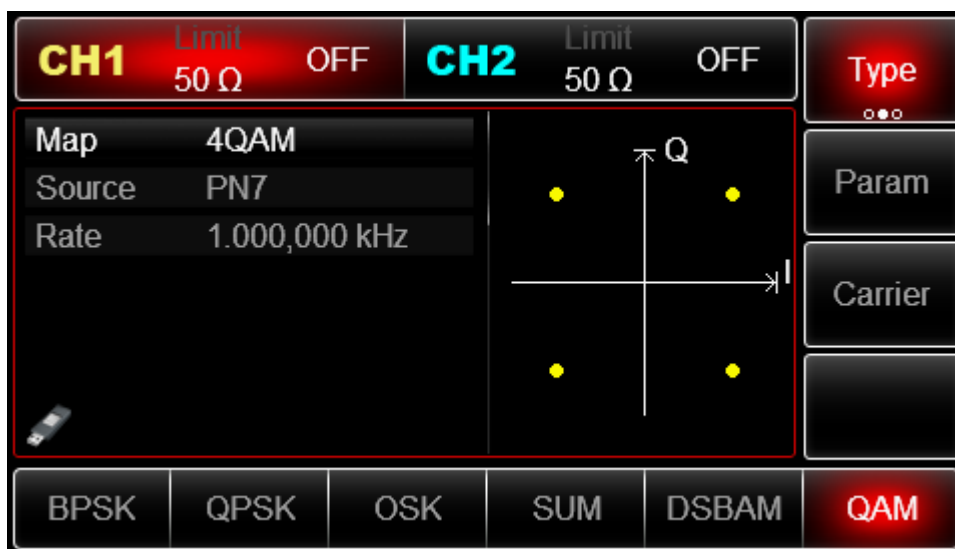 CH1 Limit 50 Ω OFF CH2 Limit 50 Ω OFF
Type
Map 4QAM
Source PN7
Rate 1.000,000 kHz
Q
I
Param
Carrier
BPSK QPSK OSK SUM DSBAM QAM